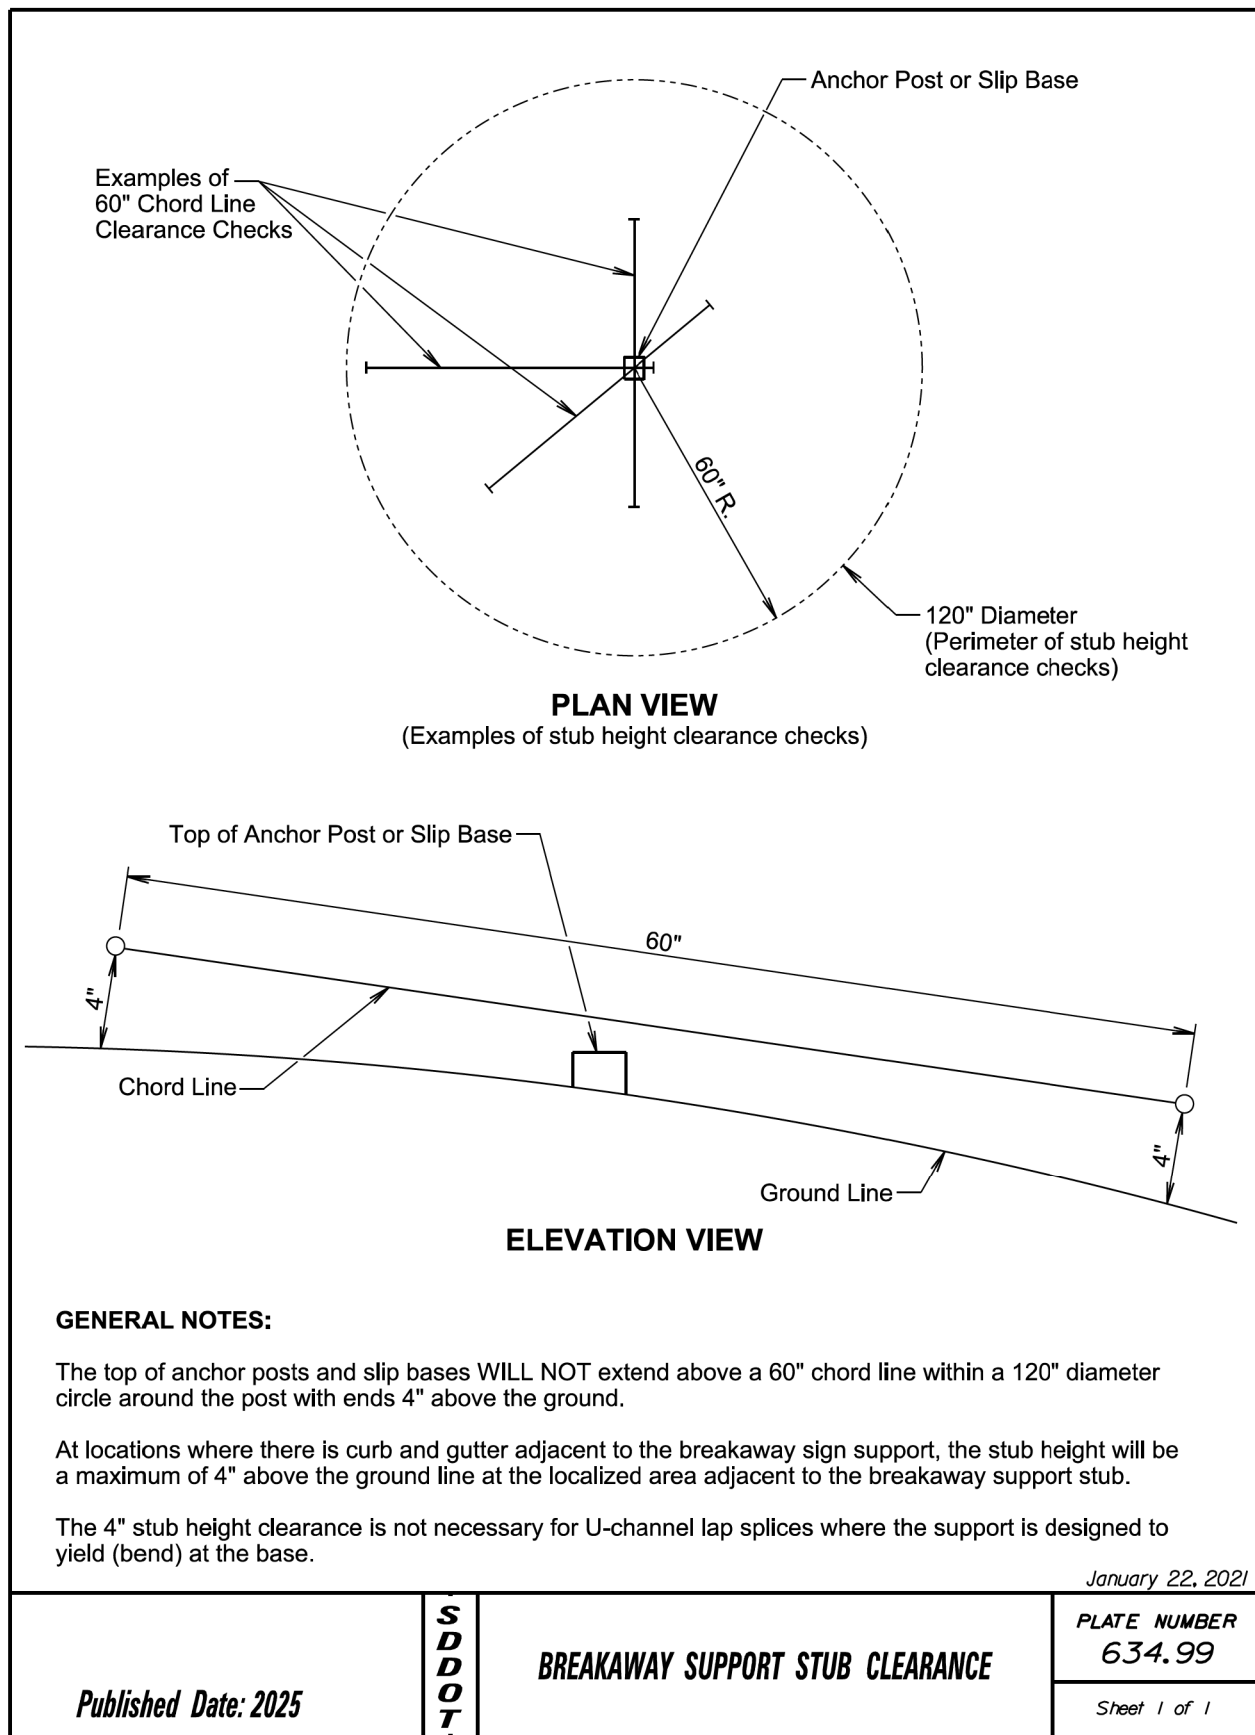 Anchor Post or Slip Base
Examples of
60" Chord Line
Clearance Checks
60" R.
120" Diameter
(Perimeter of stub height
clearance checks)
PLAN VIEW
(Examples of stub height clearance checks)
Top of Anchor Post or Slip Base
60"
4"
Chord Line
4"
Ground Line
ELEVATION VIEW
GENERAL NOTES:
The top of anchor posts and slip bases WILL NOT extend above a 60" chord line within a 120" diameter
circle around the post with ends 4" above the ground.
At locations where there is curb and gutter adjacent to the breakaway sign support, the stub height will be
a maximum of 4" above the ground line at the localized area adjacent to the breakaway support stub.
The 4" stub height clearance is not necessary for U-channel lap splices where the support is designed to
yield (bend) at the base.
January 22, 2021
Published Date: 2025
S
D
D
O
T
BREAKAWAY SUPPORT STUB CLEARANCE
PLATE NUMBER
634.99
Sheet 1 of 1